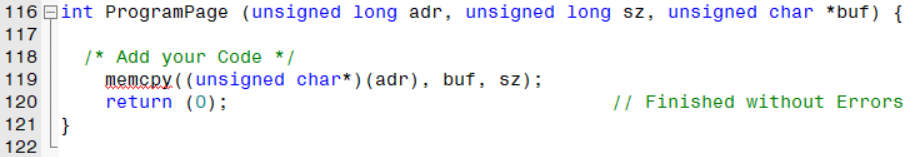 116 int ProgramPage (unsigned long adr, unsigned long sz, unsigned char *buf) {
117
118 /* Add your Code */
119 memcpy((unsigned char*)(adr), buf, sz);
120 return (0); // Finished without Errors
121 }
122